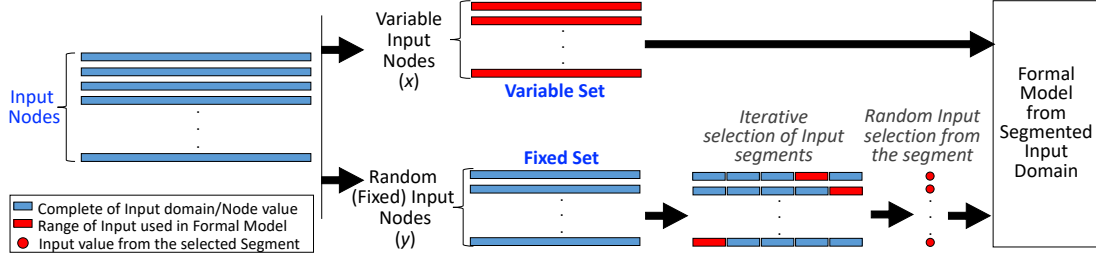 Input
Nodes
Complete of Input domain/Node value
Range of Input used in Formal Model
Input value from the selected Segment
Variable
Input
Nodes
(x)
Variable Set
Random
(Fixed) Input
Nodes
(y)
Fixed Set
Iterative
selection of Input
segments
Random Input
selection from
the segment
Formal
Model
from
Segmented
Input
Domain